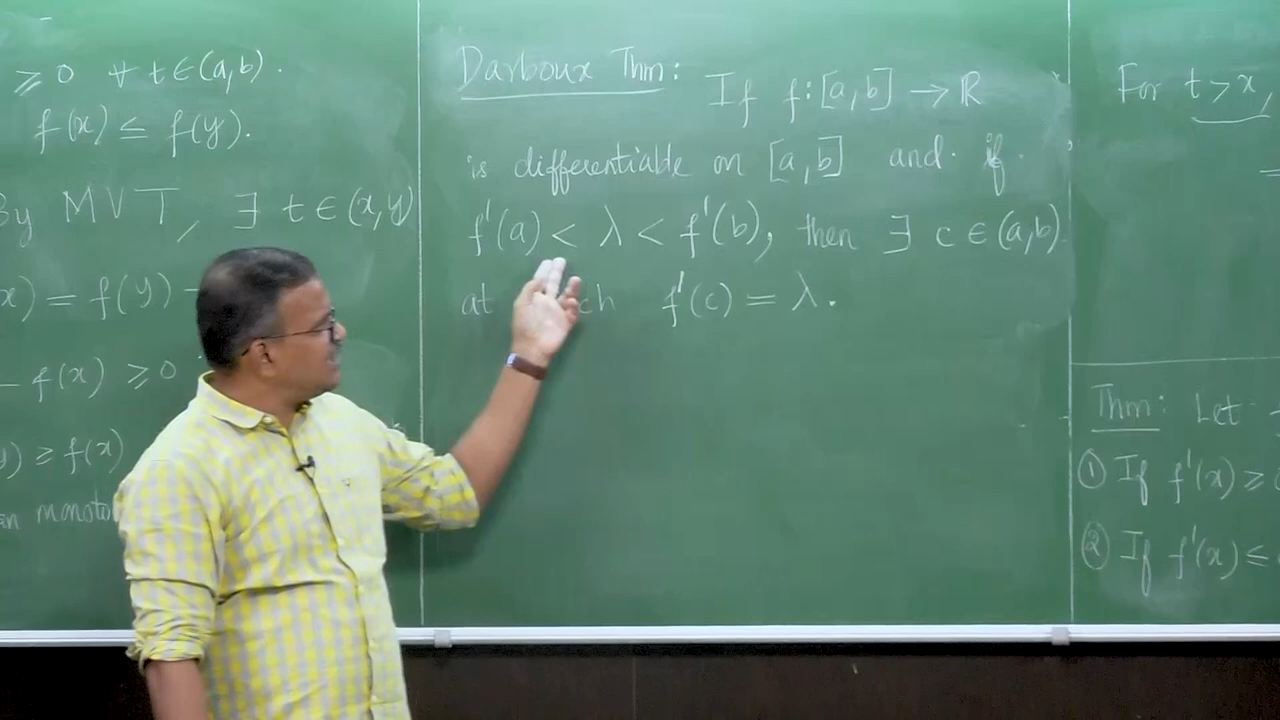 ≥ 0 ∀ t ∈ (a,b).
f(x) ≤ f(y).
By MVT, ∃ t ∈ (x,y)
x) = f(y) -
- f(x) ≥ 0
y) ≥ f(x)
Darboux Thm: If f:[a,b] → R
is differentiable on [a,b] and if
f'(a) < λ < f'(b), then ∃ c ∈ (a,b)
at ch f'(c) = λ.
For t > x,
=
Thm: Let
① If f'(x) ≥
② If f'(x) ≤